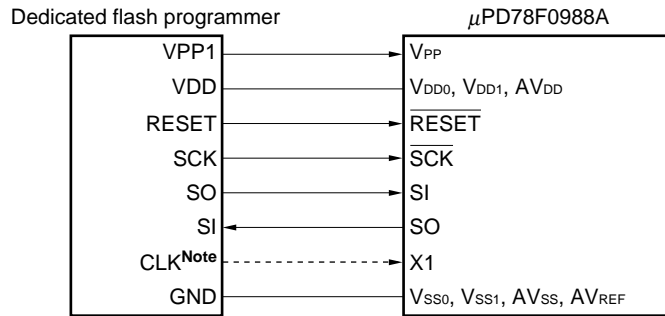 Dedicated flash programmer μPD78F0988A
VPP1 VPP
VDD VDD0, VDD1, AVDD
RESET RESET
SCK SCK
SO SI
SI SO
CLKNote X1
GND VSS0, VSS1, AVSS, AVREF